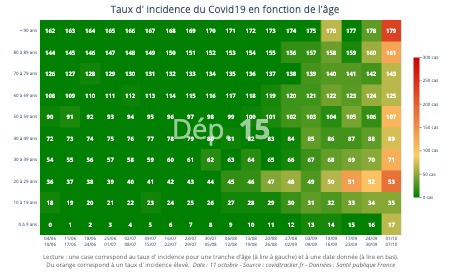 Taux d' incidence du Covid19 en fonction de l'âge
+ 90 ans 162 163 164 165 166 167 168 169 170 171 172 173 174 175 176 177 178 179
80 à 89 ans 144 145 146 147 148 149 150 151 152 153 154 155 156 157 158 159 160 161
70 à 79 ans 126 127 128 129 130 131 132 133 134 135 136 137 138 139 140 141 142 143
60 à 69 ans 108 109 110 111 112 113 114 115 116 117 118 119 120 121 122 123 124 125
50 à 59 ans 90 91 92 93 94 95 96 97 98 99 102 103 104 105 106 107
40 à 49 ans 72 73 74 75 76 77 78 79 81 82 83 84 85 86 87 88 89
Dép. 15
30 à 39 ans 54 55 56 57 58 59 60 61 62 63 64 65 66 67 68 69 70 71
20 à 29 ans 36 37 38 39 40 41 42 43 44 45 46 47 48 49 50 51 52 53
10 à 19 ans 18 19 20 21 22 23 24 25 26 27 28 29 30 31 32 33 34 35
0 à 9 ans 0 2 3 4 5 6 7 8 9 10 11 12 13 14 15 16 17
300 cas
250 cas
200 cas
150 cas
100 cas
50 cas
0 cas
Lecture : une case correspond au taux d' incidence pour une tranche d'âge (à lire à gauche) et à une date donnée (à lire en bas).
Du orange correspond à un taux d' incidence élevé. Date : 11 octobre - Source : covidtracker.fr - Données : Santé publique France